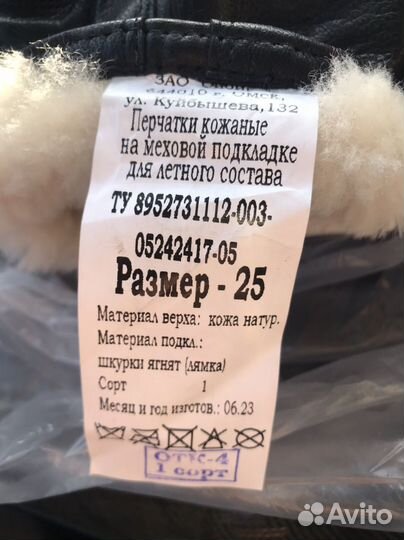 ЗАО
644010 г. Омск,
ул. Куйбышева,132
Перчатки кожаные
на меховой подкладке
для летного состава
ТУ 8952731112-003-
05242417-05
Размер - 25
Материал верха: кожа натур.
Материал подкл.:
шкурки ягнят (лямка)
Сорт 1
Месяц и год изготов.: 06.23
ОТК-4
1 сорт
Avito